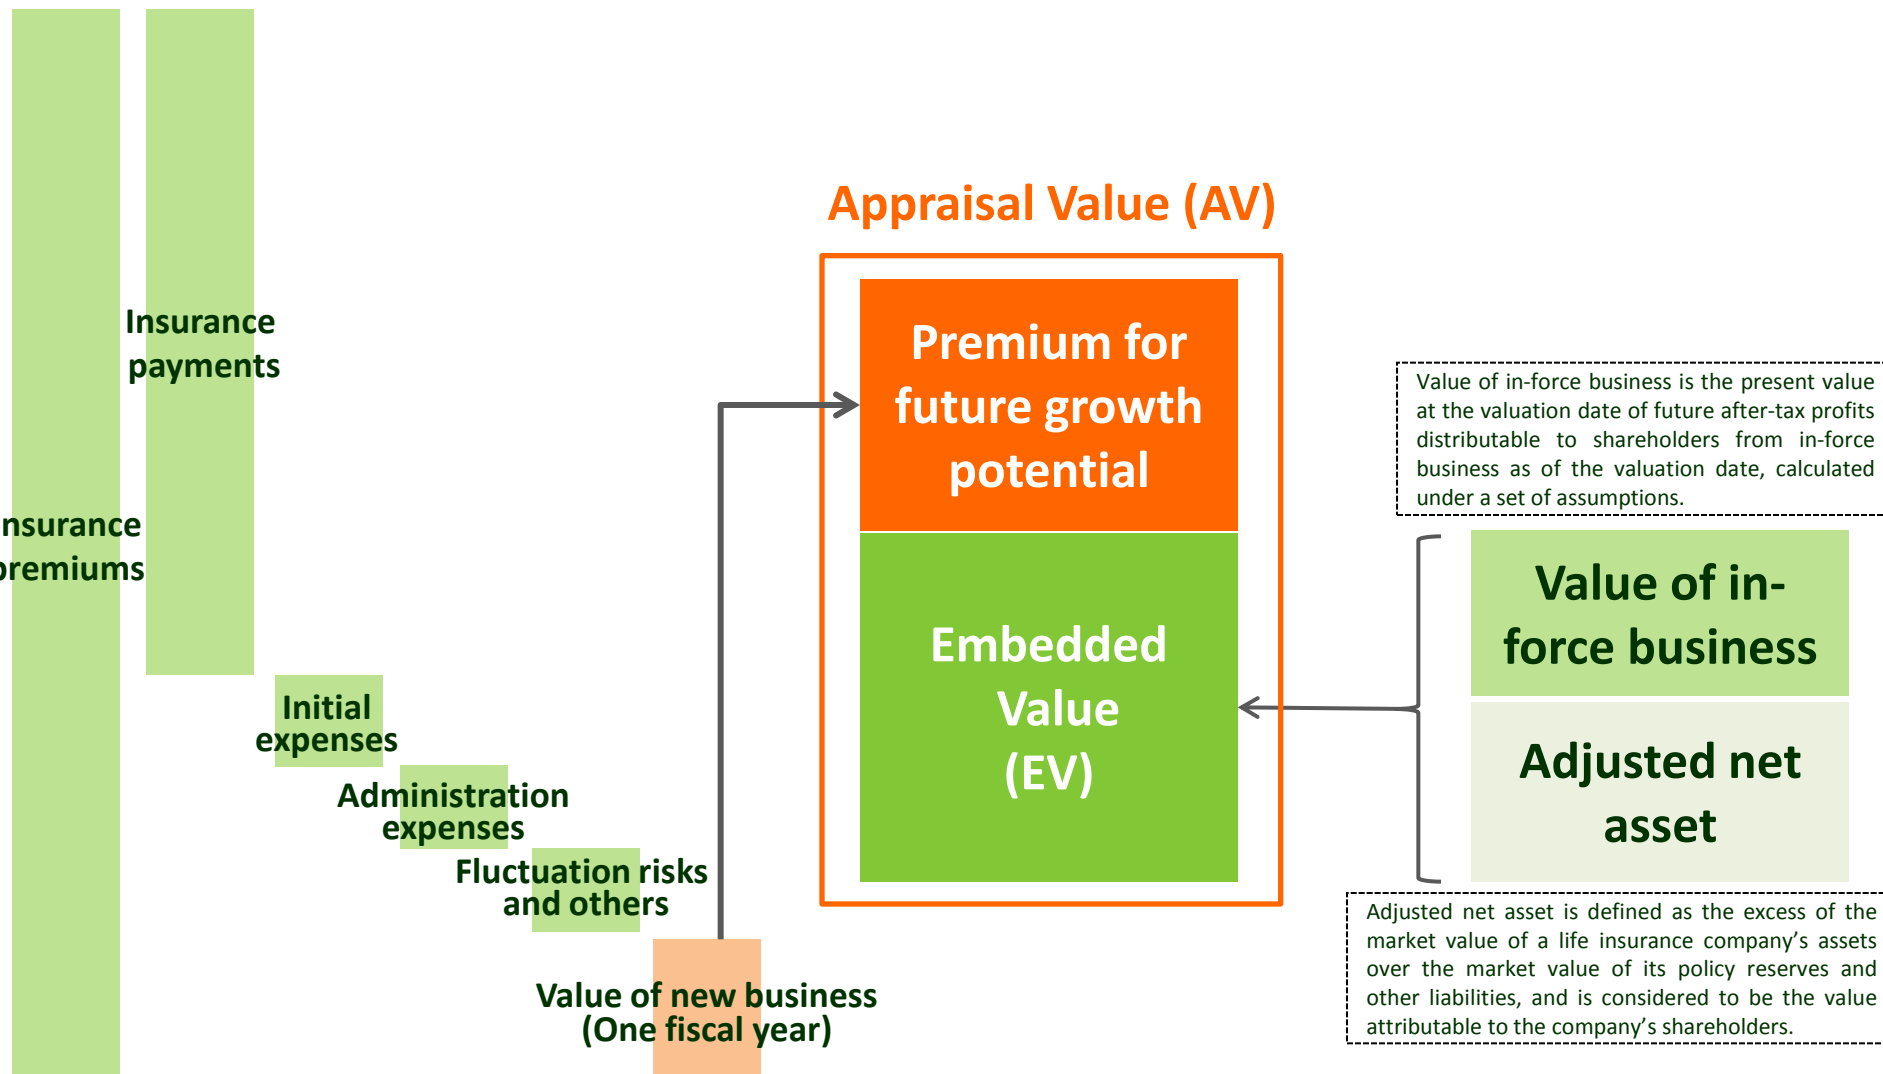 Insurance
payments
nsurance
premiums
Initial
expenses
Administration
expenses
Fluctuation risks
and others
Value of new business
(One fiscal year)
Appraisal Value (AV)
Premium for
future growth
potential
Embedded
Value
(EV)
Value of in-force business is the present value
at the valuation date of future after-tax profits
distributable to shareholders from in-force
business as of the valuation date, calculated
under a set of assumptions.
Value of in-
force business
Adjusted net
asset
Adjusted net asset is defined as the excess of the
market value of a life insurance company’s assets
over the market value of its policy reserves and
other liabilities, and is considered to be the value
attributable to the company’s shareholders.